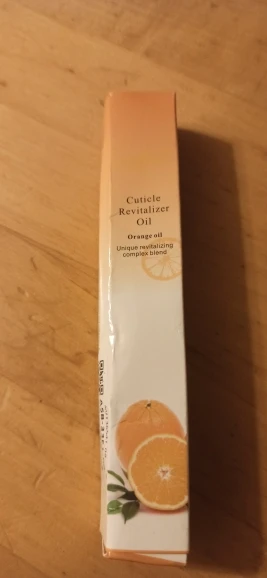 Cuticle
Revitalizer
Oil
Orange oil
Unique revitalizing
complex blend